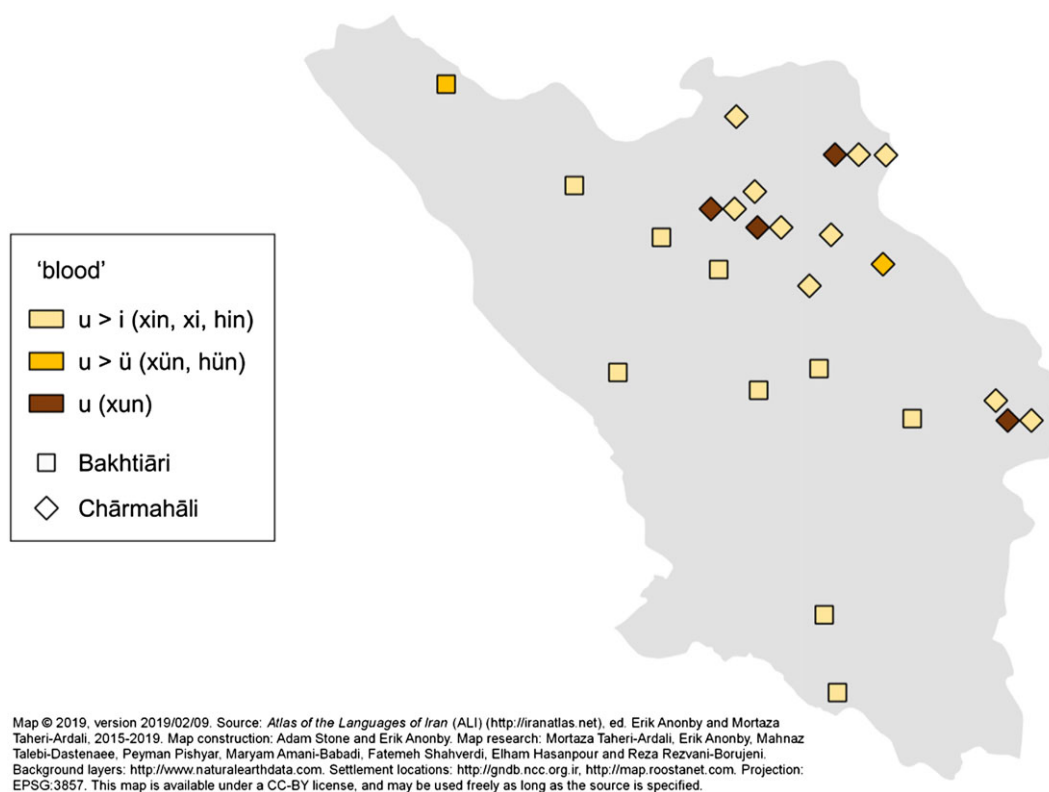 ‘blood’
u > i (xin, xi, hin)
u > ü (xün, hün)
u (xun)
Bakhtiāri
Chārmahāli
Map © 2019, version 2019/02/09. Source: Atlas of the Languages of Iran (ALI) (http://iranatlas.net), ed. Erik Anonby and Mortaza
Taheri-Ardali, 2015-2019. Map construction: Adam Stone and Erik Anonby. Map research: Mortaza Taheri-Ardali, Erik Anonby, Mahnaz
Talebi-Dastenaee, Peyman Pishyar, Maryam Amani-Babadi, Fatemeh Shahverdi, Elham Hasanpour and Reza Rezvani-Borujeni.
Background layers: http://www.naturalearthdata.com. Settlement locations: http://gndb.ncc.org.ir, http://map.roostanet.com. Projection:
EPSG:3857. This map is available under a CC-BY license, and may be used freely as long as the source is specified.